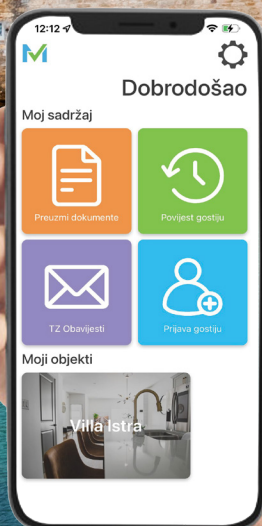 12:12
Dobrodošao
Moj sadržaj
Preuzmi dokumente
Povijest gostiju
TZ Obavijesti
Prijava gostiju
Moji objekti
Villa Istra